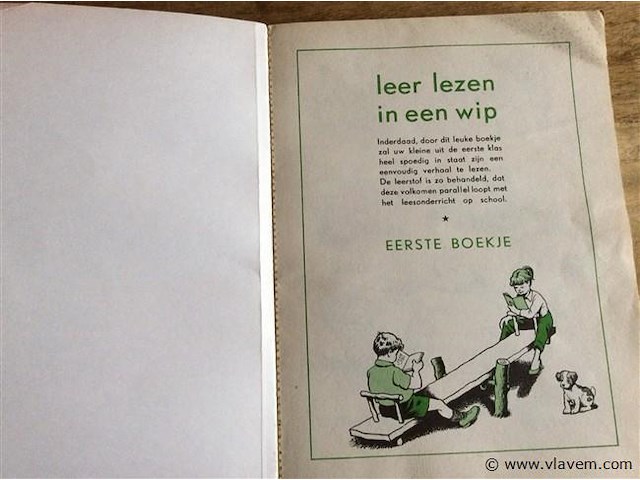 leer lezen
in een wip
Inderdaad, door dit leuke boekje
zal uw kleine uit de eerste klas
heel spoedig in staat zijn een
eenvoudig verhaal te lezen.
De leerstof is zo behandeld, dat
deze volkomen parallel loopt met
het leesonderricht op school.
★
EERSTE BOEKJE
© www.vlavem.com